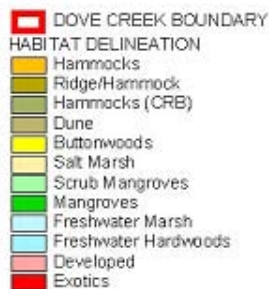 DOVE CREEK BOUNDARY
HABITAT DELINEATION
Hammocks
Ridge/Hammock
Hammocks (CRB)
Dune
Buttonwoods
Salt Marsh
Scrub Mangroves
Mangroves
Freshwater Marsh
Freshwater Hardwoods
Developed
Exotics